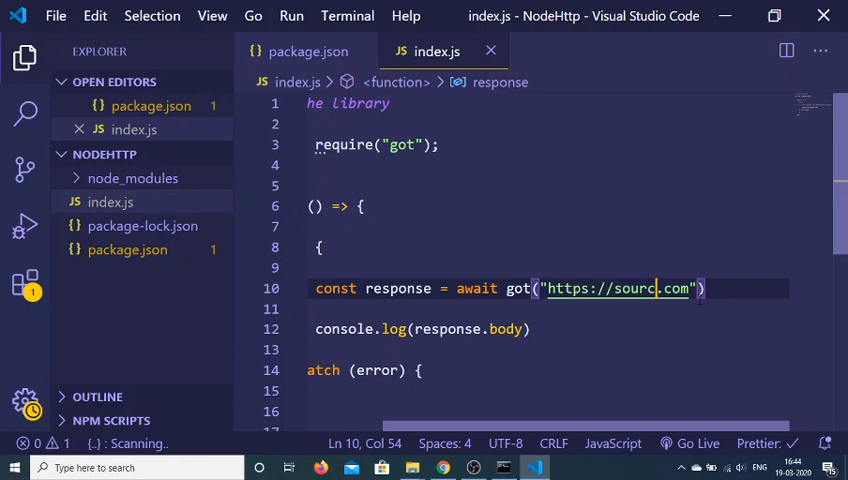 File Edit Selection View Go Run Terminal Help index.js - NodeHttp - Visual Studio Code
EXPLORER
OPEN EDITORS
{} package.json 1
index.js
NODEHTTP
node_modules
JS index.js
{} package-lock.json
{} package.json 1
OUTLINE
NPM SCRIPTS
1
{} package.json JS index.js
JS index.js <function> response
1 he library
2
3 require("got");
4
5
6 () => {
7
8 {
9
10 const response = await got("https://sourc.com")
11
12 console.log(response.body)
13
14 atch (error) {
15
16
17
0 1 {..} : Scanning.. Ln 10, Col 54 Spaces: 4 UTF-8 CRLF JavaScript Go Live Prettier:
Type here to search
ENG
16:44
19-03-2020
15